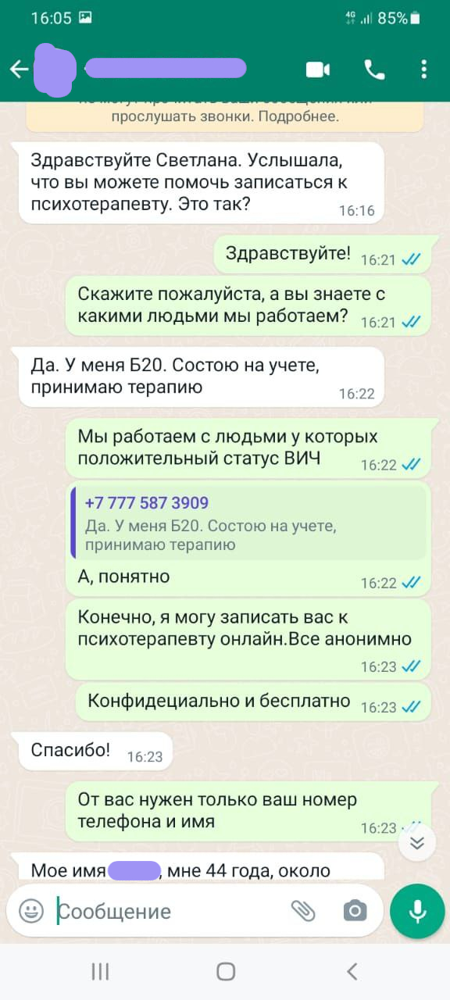 16:05
4G 85%
прослушать звонки. Подробнее.
Здравствуйте Светлана. Услышала,
что вы можете помочь записаться к
психотерапевту. Это так?
16:16
Здравствуйте! 16:21
Скажите пожалуйста, а вы знаете с
какими людьми мы работаем? 16:21
Да. У меня Б20. Состою на учете,
принимаю терапию 16:22
Мы работаем с людьми у которых
положительный статус ВИЧ 16:22
+7 777 587 3909
Да. У меня Б20. Состою на учете,
принимаю терапию
А, понятно 16:22
Конечно, я могу записать вас к
психотерапевту онлайн.Все анонимно
16:23
Конфидециально и бесплатно 16:23
Спасибо! 16:23
От вас нужен только ваш номер
телефона и имя 16:23
Мое имя , мне 44 года, около
Сообщение